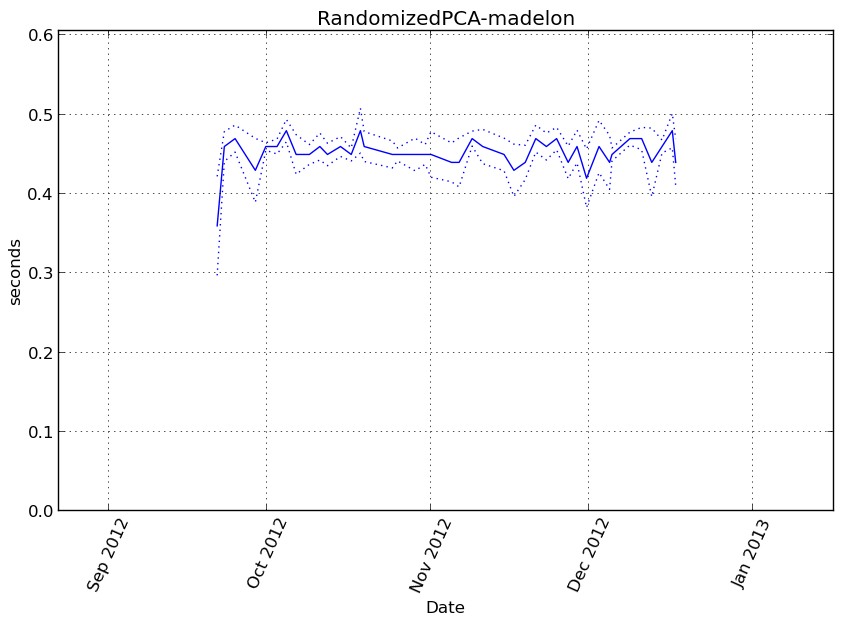 RandomizedPCA-madelon
0.6
0.5
0.4
0.3
0.2
0.1
0.0
seconds
Sep 2012
Oct 2012
Nov 2012
Dec 2012
Jan 2013
Date